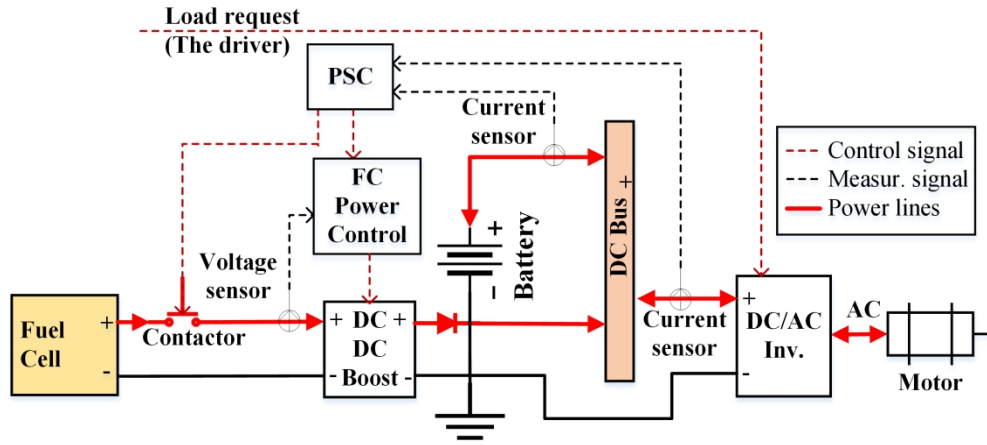 Load request
(The driver)
PSC
Current
sensor
Control signal
Measur. signal
Power lines
FC
Power
Control
+
-
Battery
DC Bus +
Voltage
sensor
Fuel
Cell
+
-
Contactor
+ DC +
DC
- Boost -
Current
sensor
+
DC/AC
Inv.
-
AC
Motor